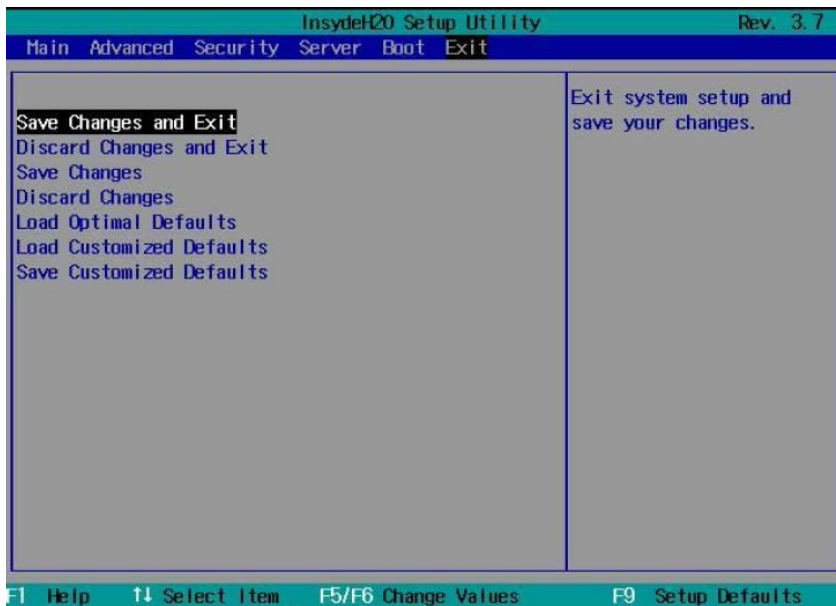 InsydeH20 Setup Utility Rev. 3.7
Main Advanced Security Server Boot Exit
Save Changes and Exit
Discard Changes and Exit
Save Changes
Discard Changes
Load Optimal Defaults
Load Customized Defaults
Save Customized Defaults
Exit system setup and
save your changes.
F1 Help ↑↓ Select Item F5/F6 Change Values F9 Setup Defaults